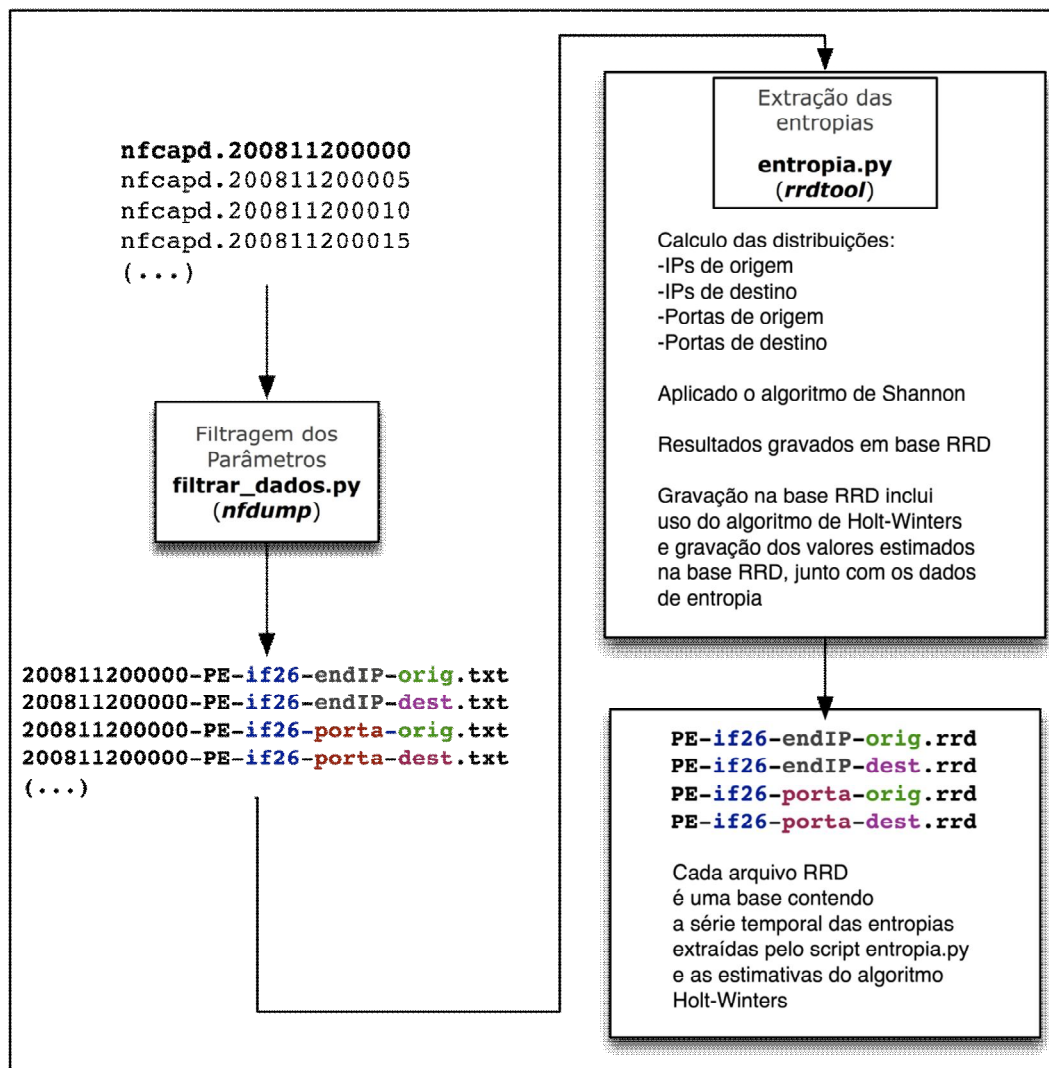 nfcapd.200811200000
nfcapd.200811200005
nfcapd.200811200010
nfcapd.200811200015
(...)
Filtragem dos
Parâmetros
filtrar_dados.py
(nfdump)
200811200000-PE-if26-endIP-orig.txt
200811200000-PE-if26-endIP-dest.txt
200811200000-PE-if26-porta-orig.txt
200811200000-PE-if26-porta-dest.txt
(...)
Extração das
entropias
entropia.py
(rrdtool)
Calculo das distribuições:
-IPs de origem
-IPs de destino
-Portas de origem
-Portas de destino
Aplicado o algoritmo de Shannon
Resultados gravados em base RRD
Gravação na base RRD inclui
uso do algoritmo de Holt-Winters
e gravação dos valores estimados
na base RRD, junto com os dados
de entropia
PE-if26-endIP-orig.rrd
PE-if26-endIP-dest.rrd
PE-if26-porta-orig.rrd
PE-if26-porta-dest.rrd
Cada arquivo RRD
é uma base contendo
a série temporal das entropias
extraídas pelo script entropia.py
e as estimativas do algoritmo
Holt-Winters